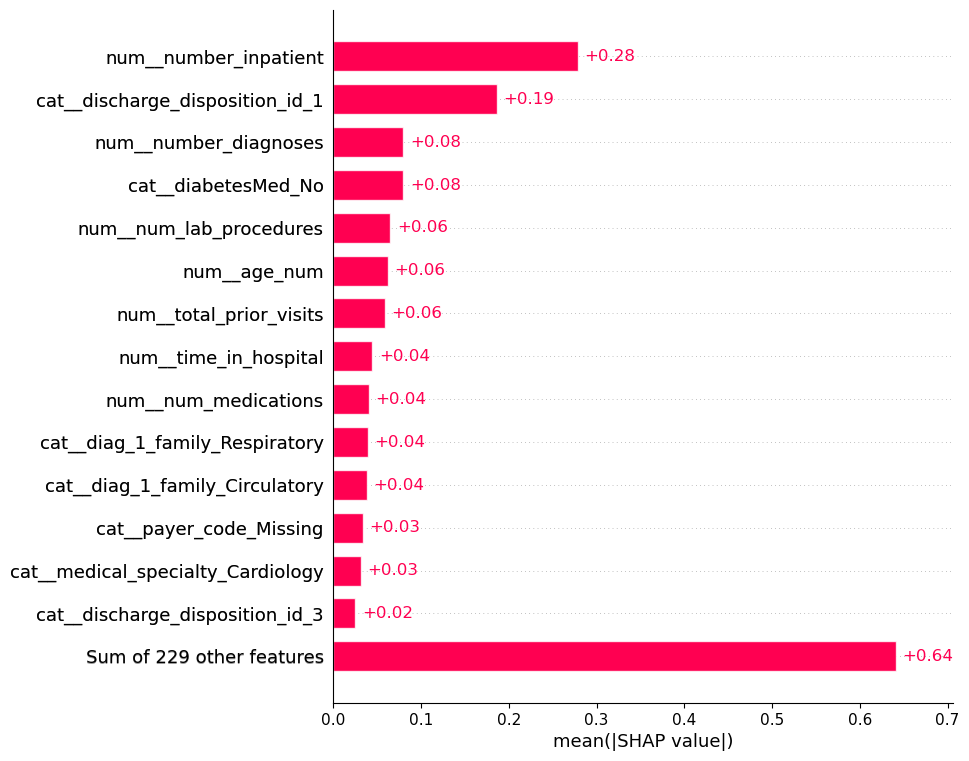 num__number_inpatient +0.28
cat__discharge_disposition_id_1 +0.19
num__number_diagnoses +0.08
cat__diabetesMed_No +0.08
num__num_lab_procedures +0.06
num__age_num +0.06
num__total_prior_visits +0.06
num__time_in_hospital +0.04
num__num_medications +0.04
cat__diag_1_family_Respiratory +0.04
cat__diag_1_family_Circulatory +0.04
cat__payer_code_Missing +0.03
cat__medical_specialty_Cardiology +0.03
cat__discharge_disposition_id_3 +0.02
Sum of 229 other features +0.64
0.0 0.1 0.2 0.3 0.4 0.5 0.6 0.7
mean(|SHAP value|)